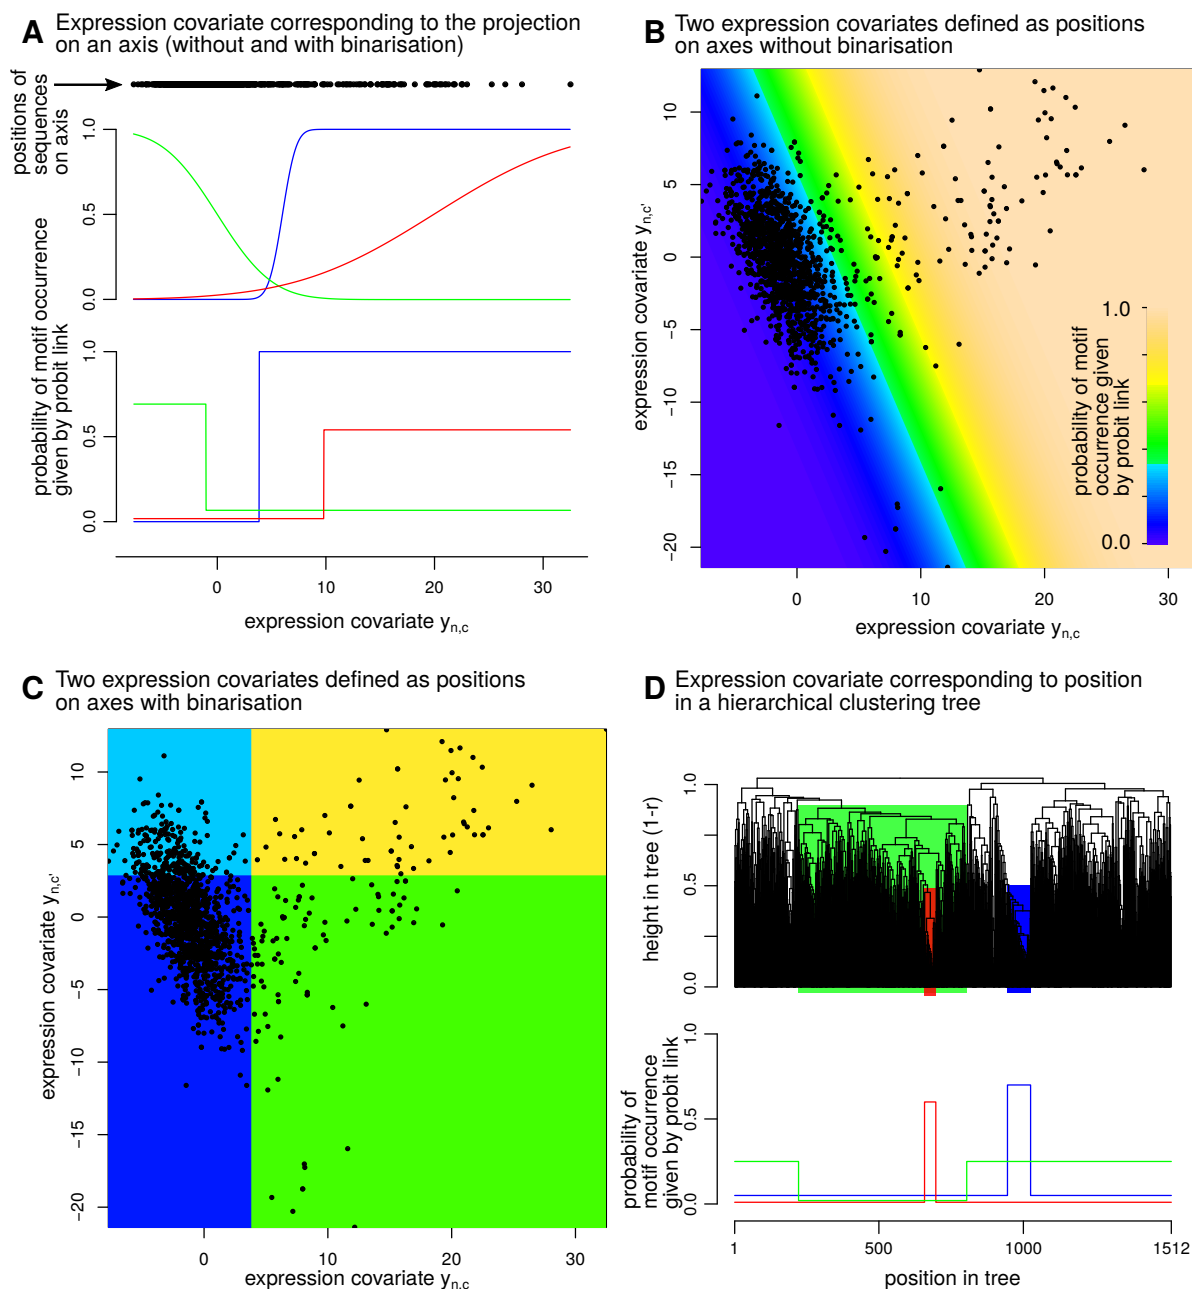 A Expression covariate corresponding to the projection
on an axis (without and with binarisation)
positions of
sequences
on axis
1.0
0.5
0.0
probability of motif occurrence
given by probit link
1.0
0.5
0.0
0 10 20 30
expression covariate yn,c
B Two expression covariates defined as positions
on axes without binarisation
10
5
0
−5
−10
−15
−20
expression covariate yn,c'
1.0
0.0
probability of motif
occurrence given
by probit link
0 10 20 30
expression covariate yn,c
C Two expression covariates defined as positions
on axes with binarisation
10
5
0
−5
−10
−15
−20
expression covariate yn,c'
0 10 20 30
expression covariate yn,c
D Expression covariate corresponding to position
in a hierarchical clustering tree
1.0
0.5
0.0
height in tree (1-r)
1.0
0.5
0.0
probability of
motif occurrence
given by probit link
1 500 1000 1512
position in tree